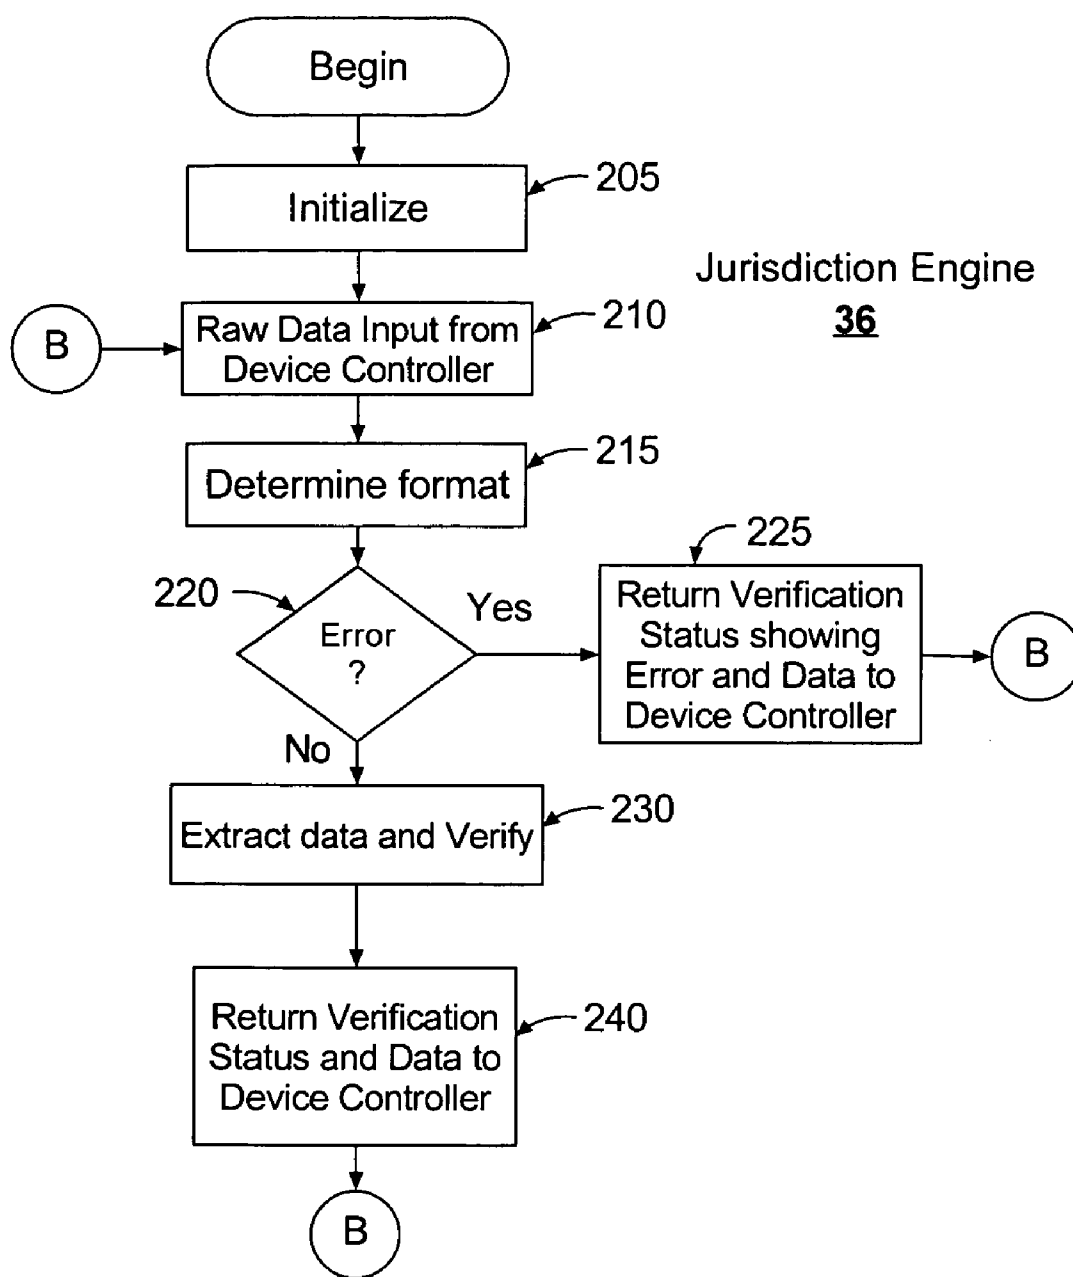 Begin
Initialize
205
Jurisdiction Engine
36
B
Raw Data Input from
Device Controller
210
Determine format
215
220
Error
?
Yes
No
225
Return Verification
Status showing
Error and Data to
Device Controller
B
Extract data and Verify
230
Return Verification
Status and Data to
Device Controller
240
B